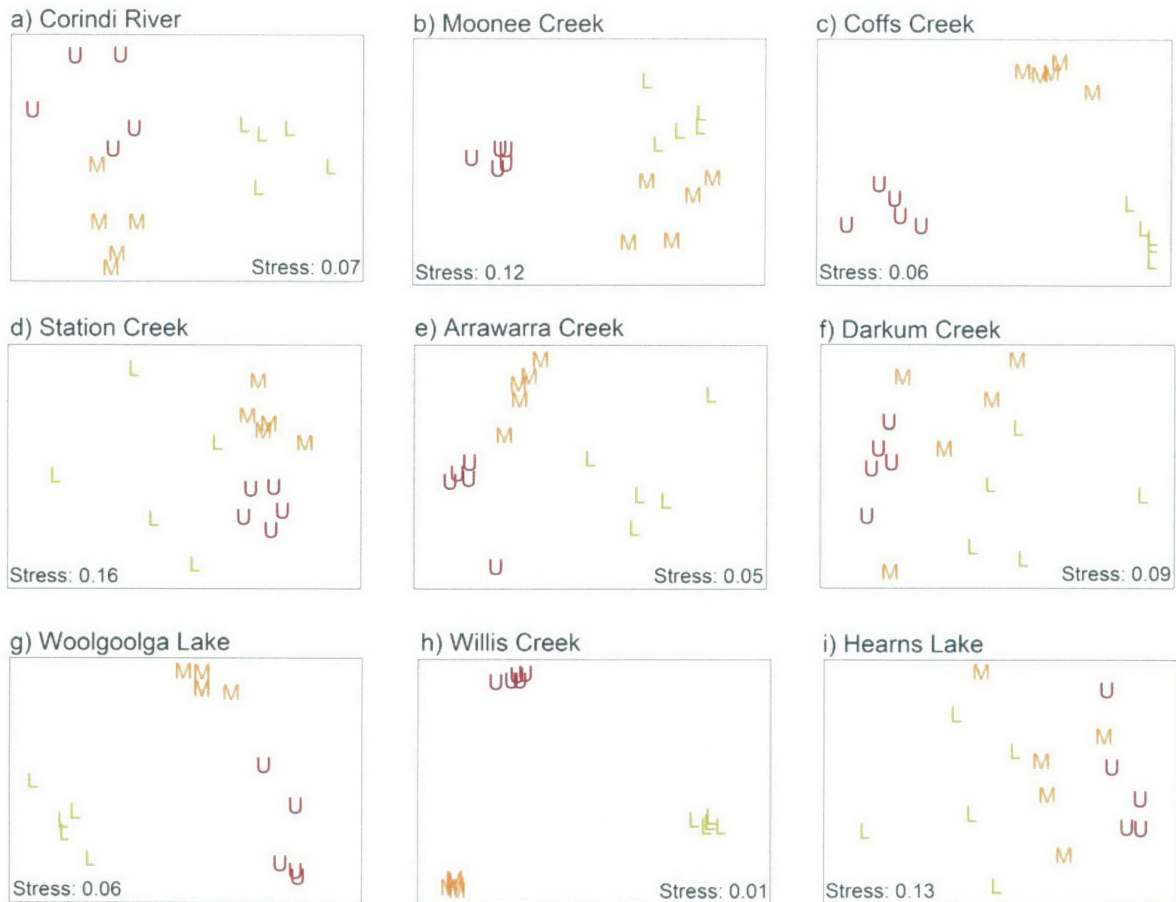 a) Corindi River
U U
U
U
U
M
M M
M
M
L L
L
L
L
Stress: 0.07
b) Moonee Creek
L
L
L L
L
U U
U U
U
M M
M
M M
Stress: 0.12
c) Coffs Creek
M
M M M
M
U
U
U
U U
L
L
L
L
Stress: 0.06
d) Station Creek
L
M
M
M
M
L M
L
U U
U
L U
U
L
Stress: 0.16
e) Arrawarra Creek
M
M
M
M
L
M
U L
U
U U
L
L
L
U
Stress: 0.05
f) Darkum Creek
M
M
M
U L
U M
U
U
L
L
U
L
L
M
Stress: 0.09
g) Woolgoolga Lake
M M
M M
U
L
U
L
L
L
L
U
U
U
Stress: 0.06
h) Willis Creek
U U U U U
L L
L L
M M
M M
Stress: 0.01
i) Hearns Lake
M
U
L
M
L
M U
M U
L
L U U
M
L
Stress: 0.13